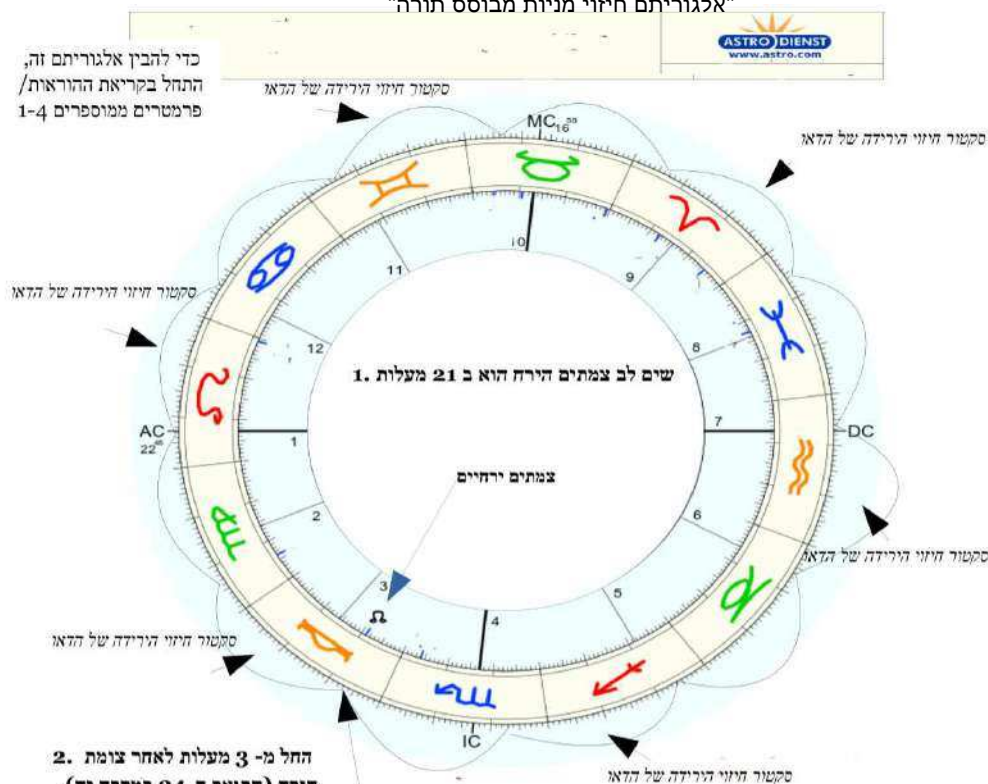 "אלגוריתם חיזוי מניות מבוסס תורה"
ASTRO DIENST
www.astro.com
כדי להבין אלגוריתם זה,
התחל בקריאת ההוראות/
פרמטרים ממוספרים 1-4
סקטור חיזוי הירידה של הדאו
MC 16
סקטור חיזוי הירידה של הדאו
10
11
9
סקטור חיזוי הירידה של הדאו
12
8
1. שים לב צמתים הירח הוא ב 21 מעלות
AC
22
1
7
DC
צמתים ירחיים
2
6
סקטור חיזוי הירידה של הדאו
3
5
4
סקטור חיזוי הירידה של הדאו
IC
2. החל מ- 3 מעלות לאחר צומת
סקטור חיזוי הירידה של הדאו